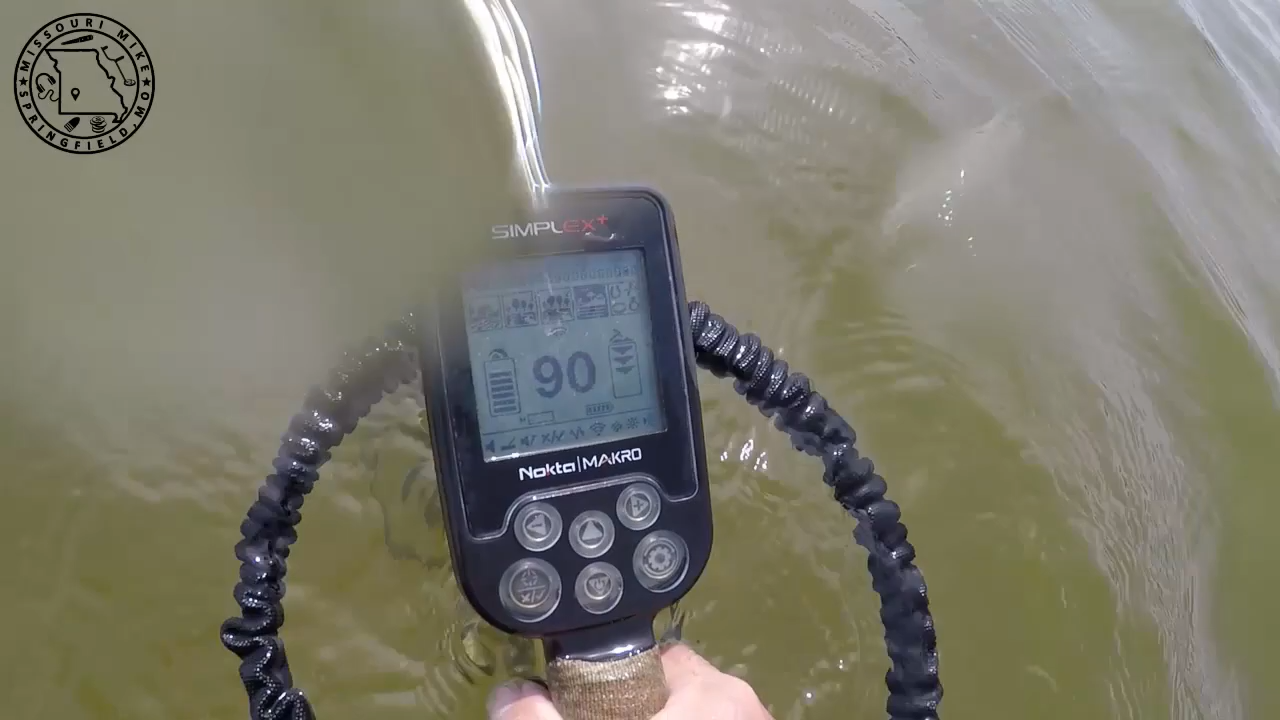 MISSOURI MIKE
SPRINGFIELD, MO
SIMPLEX+
90
Nokta|MAKRO